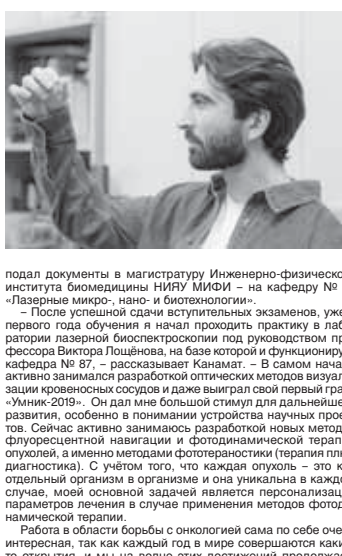 подал документы в магистратуру Инженерно-физическо
института биомедицины НИЯУ МИФИ – на кафедру №
«Лазерные микро-, нано- и биотехнологии».
– После успешной сдачи вступительных экзаменов, уже
первого года обучения я начал проходить практику в лаб
ратории лазерной биоспектроскопии под руководством пр
фессора Виктора Лощёнова, на базе которой и функциониру
кафедра № 87, – рассказывает Канамат. – В самом нача
активно занимался разработкой оптических методов визуал
зации кровеносных сосудов и даже выиграл свой первый гра
«Умник-2019». Он дал мне большой стимул для дальнейше
развития, особенно в понимании устройства научных прое
тов. Сейчас активно занимаюсь разработкой новых метод
флуоресцентной навигации и фотодинамической терап
опухолей, а именно методами фототераностики (терапия плю
диагностика). С учётом того, что каждая опухоль – это к
отдельный организм в организме и она уникальна в каждо
случае, моей основной задачей является персонализац
параметров лечения в случае применения методов фотод
намической терапии.
Работа в области борьбы с онкологией сама по себе оче
интересная, так как каждый год в мире совершаются каки